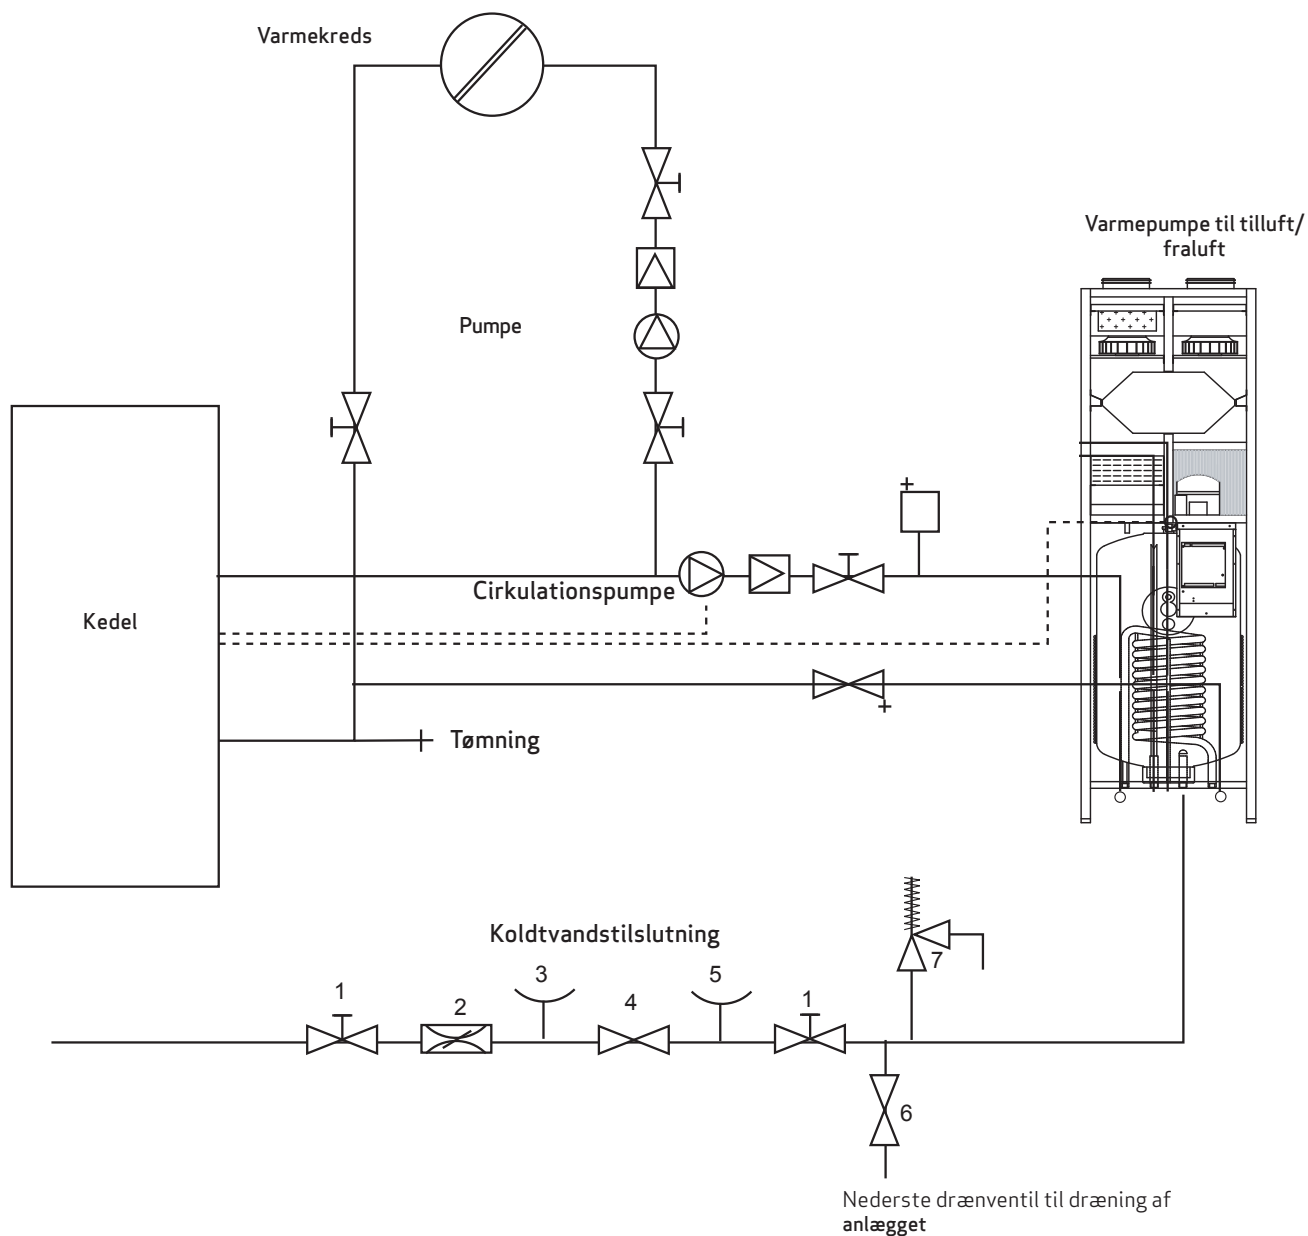 Varmekreds
Varmepumpe til tilluft/
fraluft
Pumpe
Cirkulationspumpe
Kedel
Tømning
Koldtvandstilslutning
1
2
3
4
5
1
7
6
Nederste drænventil til dræning af
anlægget